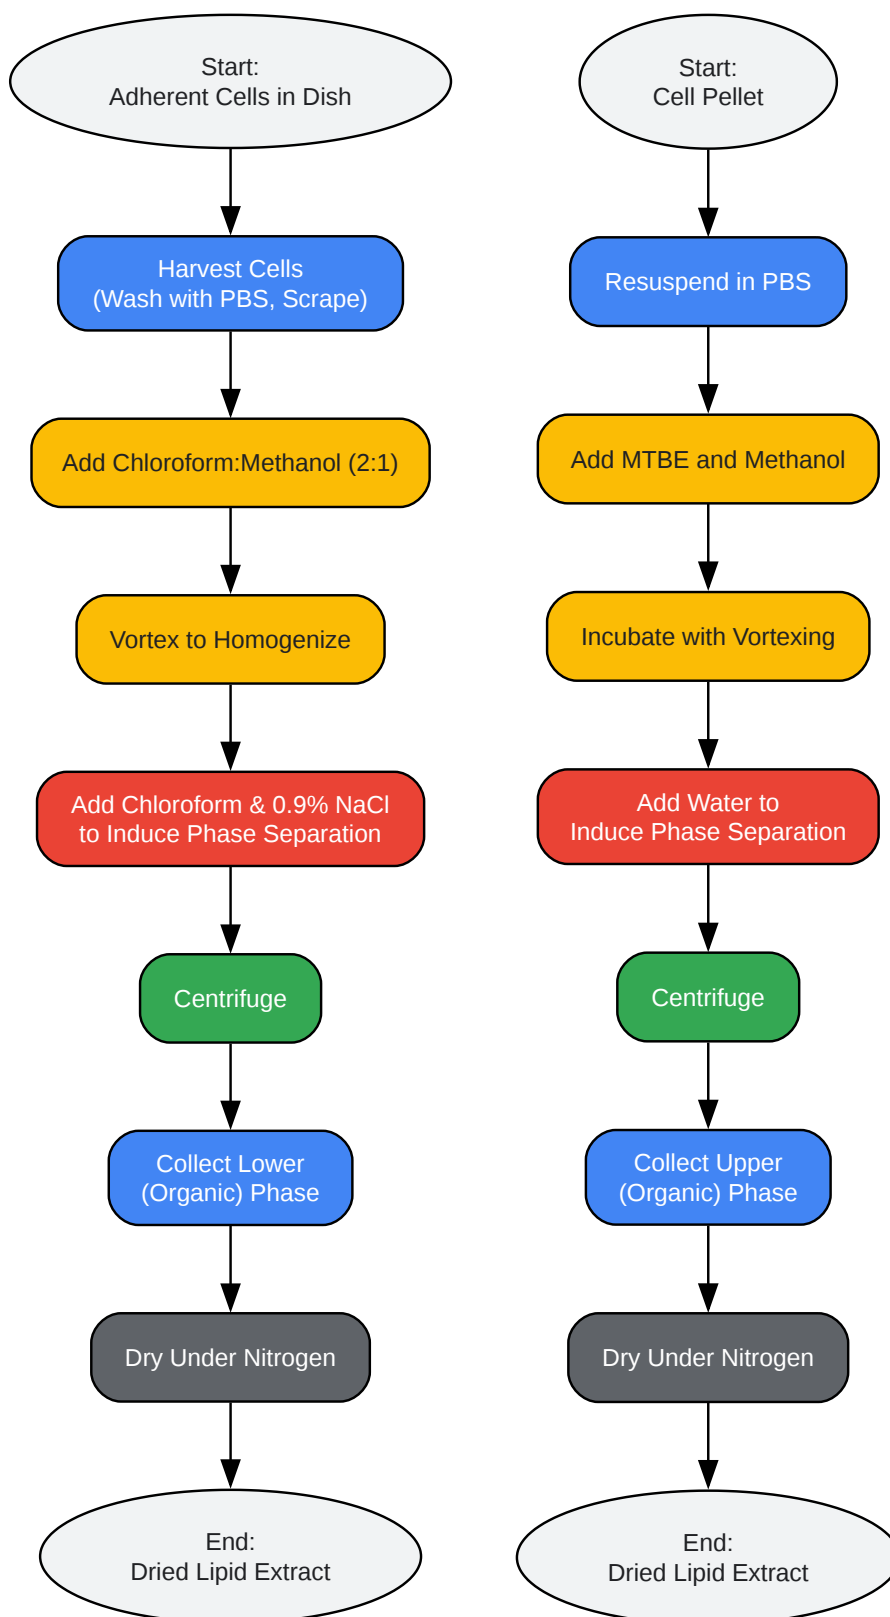 Start:
Adherent Cells in Dish
Harvest Cells
(Wash with PBS, Scrape)
Add Chloroform:Methanol (2:1)
Vortex to Homogenize
Add Chloroform & 0.9% NaCl
to Induce Phase Separation
Centrifuge
Collect Lower
(Organic) Phase
Dry Under Nitrogen
End:
Dried Lipid Extract
Start:
Cell Pellet
Resuspend in PBS
Add MTBE and Methanol
Incubate with Vortexing
Add Water to
Induce Phase Separation
Centrifuge
Collect Upper
(Organic) Phase
Dry Under Nitrogen
End:
Dried Lipid Extract